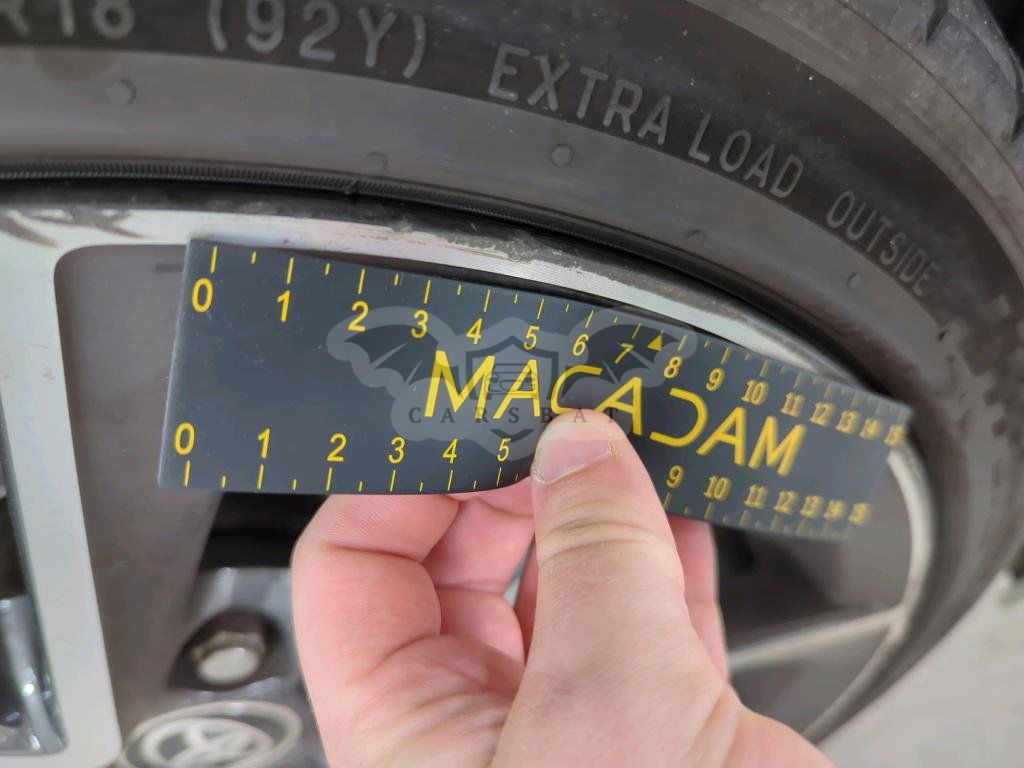 R18 (92Y) EXTRA LOAD OUTSIDE
0 1 2 3 4 5 6 7 8 9 10 11 12 13 14 15
MACADAM
CARSBAT
0 1 2 3 4 5 9 10 11 12 13 14 15